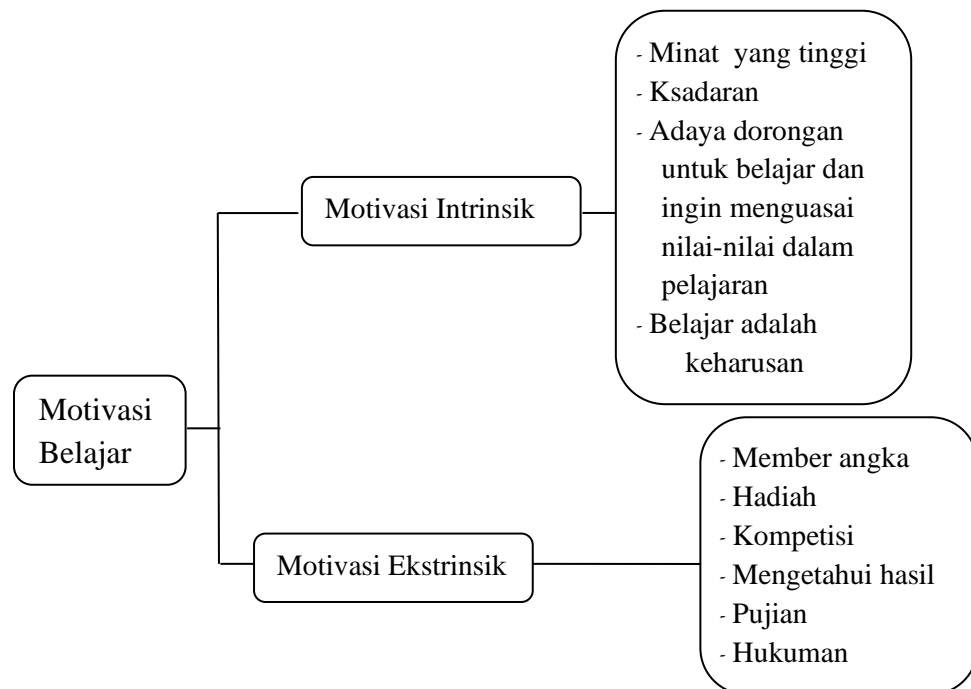 Motivasi
Belajar
Motivasi Intrinsik
- Minat yang tinggi
- Ksadaran
- Adaya dorongan
untuk belajar dan
ingin menguasai
nilai-nilai dalam
pelajaran
- Belajar adalah
keharusan
Motivasi Ekstrinsik
- Member angka
- Hadiah
- Kompetisi
- Mengetahui hasil
- Pujian
- Hukuman